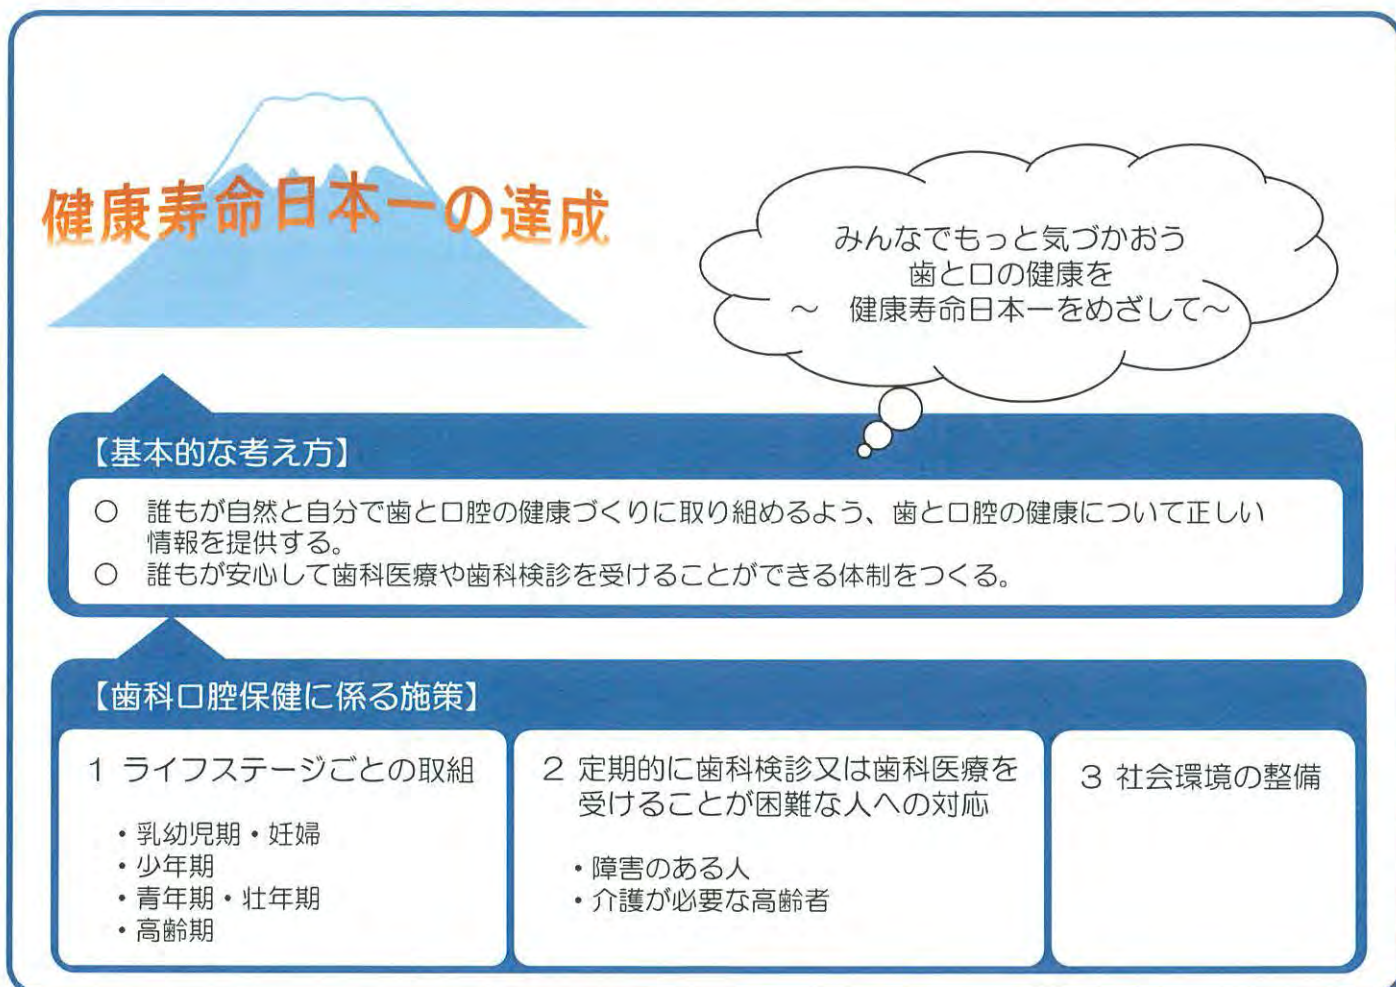 健康寿命日本一の達成
みんなでもっと気づかおう
歯と口の健康を
～　健康寿命日本一をめざして～
【基本的な考え方】
○　誰もが自然と自分で歯と口腔の健康づくりに取り組めるよう、歯と口腔の健康について正しい
情報を提供する。
○　誰もが安心して歯科医療や歯科検診を受けることができる体制をつくる。
【歯科口腔保健に係る施策】
1 ライフステージごとの取組
・乳幼児期・妊婦
・少年期
・青年期・壮年期
・高齢期
2 定期的に歯科検診又は歯科医療を
受けることが困難な人への対応
・障害のある人
・介護が必要な高齢者
3 社会環境の整備